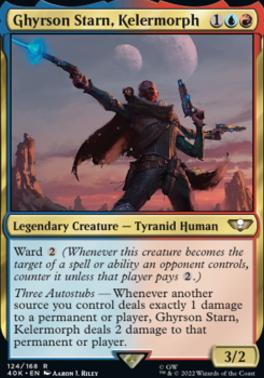 Ghyrson Starn, Kelermorph 1
Legendary Creature — Tyranid Human
Ward 2 (Whenever this creature becomes the
target of a spell or ability an opponent controls,
counter it unless that player pays 2.)
Three Autostubs — Whenever another
source you control deals exactly 1 damage
to a permanent or player, Ghyrson Starn,
Kelermorph deals 2 damage to that
permanent or player.
3/2
124/168 R
40K • EN Aaron J. Riley
© GW
™ & © 2022 Wizards of the Coast